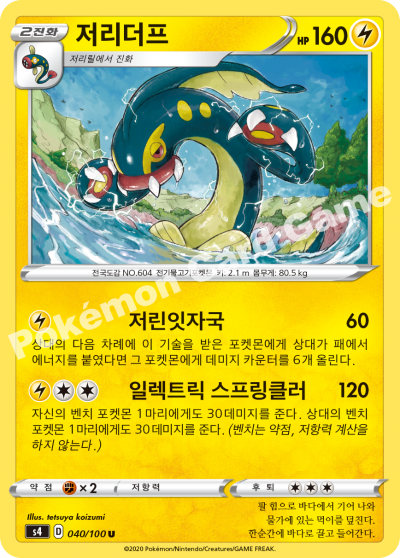 2진화
저리더프
HP 160
저리릴에서 진화
전국도감 NO.604 전기물고기포켓몬 키: 2.1 m 몸무게: 80.5 kg
Pokémon Card Game
저린잇자국 60
상대의 다음 차례에 이 기술을 받은 포켓몬에게 상대가 패에서
에너지를 붙였다면 그 포켓몬에게 데미지 카운터를 6개 올린다.
일렉트릭 스프링클러 120
자신의 벤치 포켓몬 1마리에게도 30데미지를 준다. 상대의 벤치
포켓몬 1마리에게도 30데미지를 준다. (벤치는 약점, 저항력 계산을
하지 않는다.)
약점 ×2 저항력 후퇴
Illus. tetsuya koizumi
s4 D 040/100 U
팔 힘으로 바다에서 기어 나와
물가에 있는 먹이를 덮친다.
한순간에 바다로 끌고 들어간다.
©2020 Pokémon/Nintendo/Creatures/GAME FREAK.